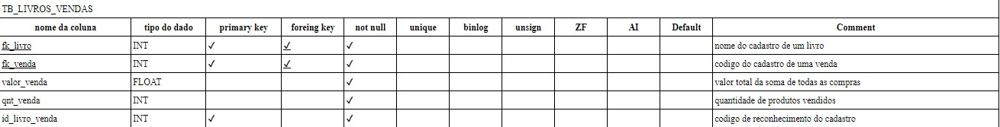 TB_LIVROS_VENDAS
nome da coluna tipo do dado primary key foreing key not null unique binlog unsign ZF AI Default Comment
fk_livro INT ✓ ✓ ✓ nome do cadastro de um livro
fk_venda INT ✓ ✓ ✓ codigo do cadastro de uma venda
valor_venda FLOAT ✓ valor total da soma de todas as compras
qnt_venda INT ✓ quantidade de produtos vendidos
id_livro_venda INT ✓ ✓ codigo de reconhecimento do cadastro